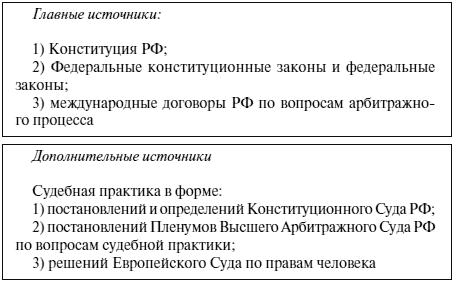 Главные источники:
1) Конституция РФ;
2) Федеральные конституционные законы и федеральные
законы;
3) международные договоры РФ по вопросам арбитражно-
го процесса
Дополнительные источники
Судебная практика в форме:
1) постановлений и определений Конституционного Суда РФ;
2) постановлений Пленумов Высшего Арбитражного Суда РФ
по вопросам судебной практики;
3) решений Европейского Суда по правам человека